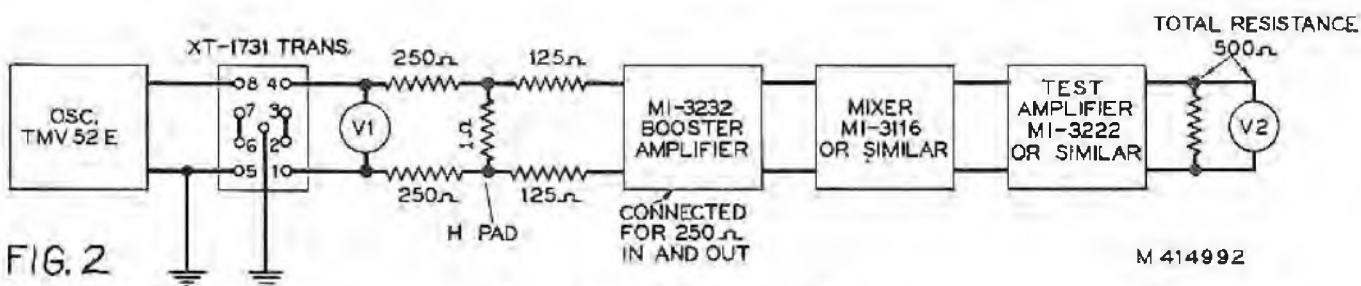 XT-1731 TRANS.
TOTAL RESISTANCE
500Ω
OSC.
TMV 52 E
8 4
7 3
6 2
5 1
V1
250Ω
125Ω
1Ω
250Ω
125Ω
H PAD
MI-3232
BOOSTER
AMPLIFIER
CONNECTED
FOR 250Ω
IN AND OUT
MIXER
MI-3116
OR SIMILAR
TEST
AMPLIFIER
MI-3222
OR SIMILAR
V2
FIG. 2
M 414992